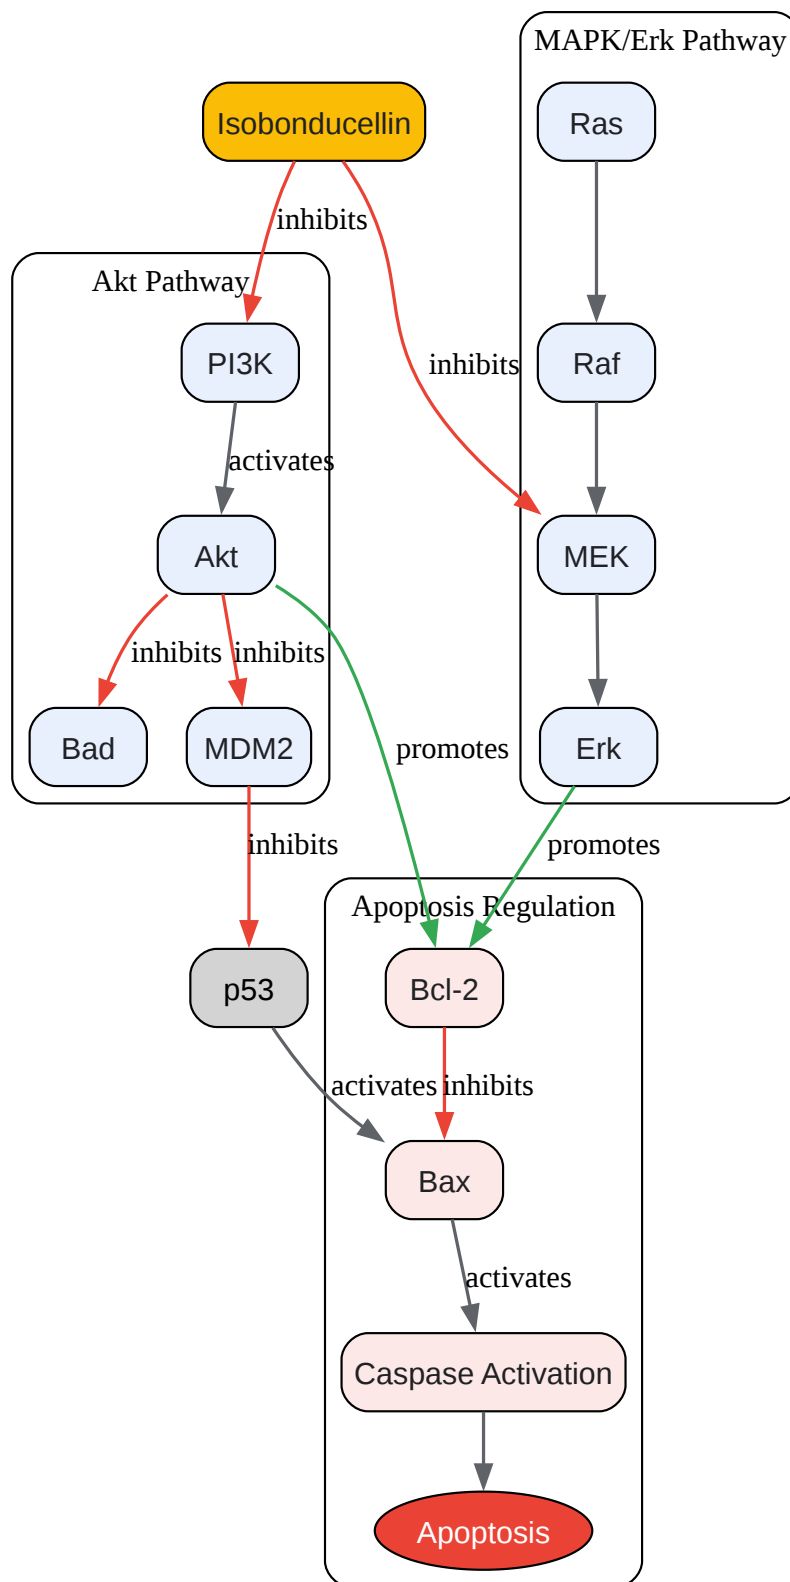 MAPK/Erk Pathway
Isobonducellin
Ras
inhibits
Akt Pathway
PI3K
inhibits
Raf
activates
Akt
MEK
inhibits
inhibits
Bad
MDM2
promotes
Erk
inhibits
promotes
Apoptosis Regulation
p53
Bcl-2
activates
inhibits
Bax
activates
Caspase Activation
Apoptosis